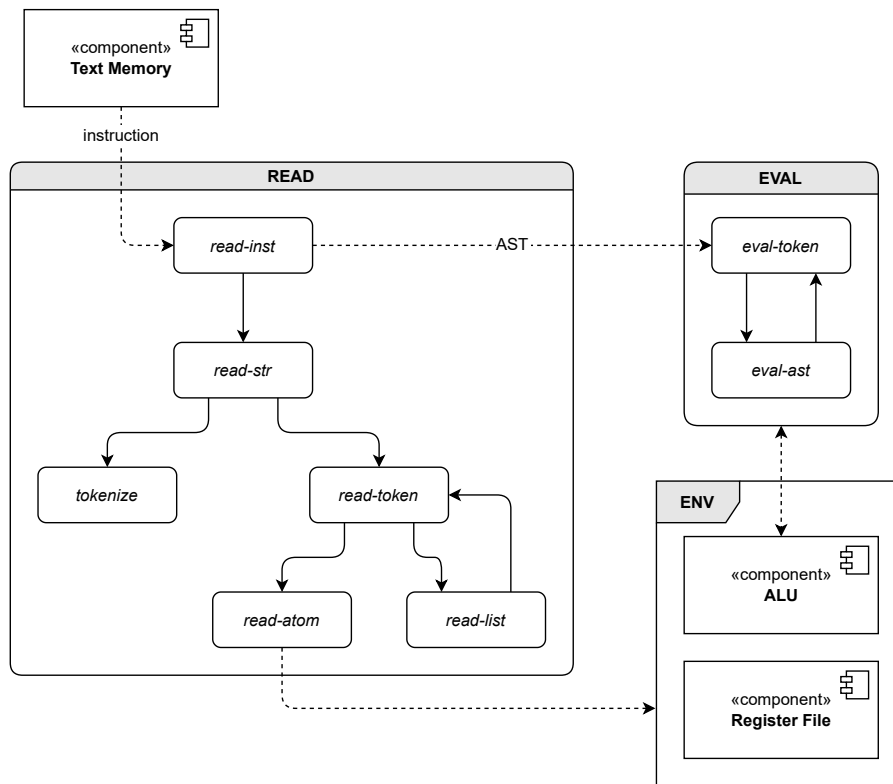 «component»
Text Memory
instruction
READ
EVAL
read-inst
AST
eval-token
read-str
eval-ast
tokenize
read-token
ENV
«component»
ALU
read-atom
read-list
«component»
Register File